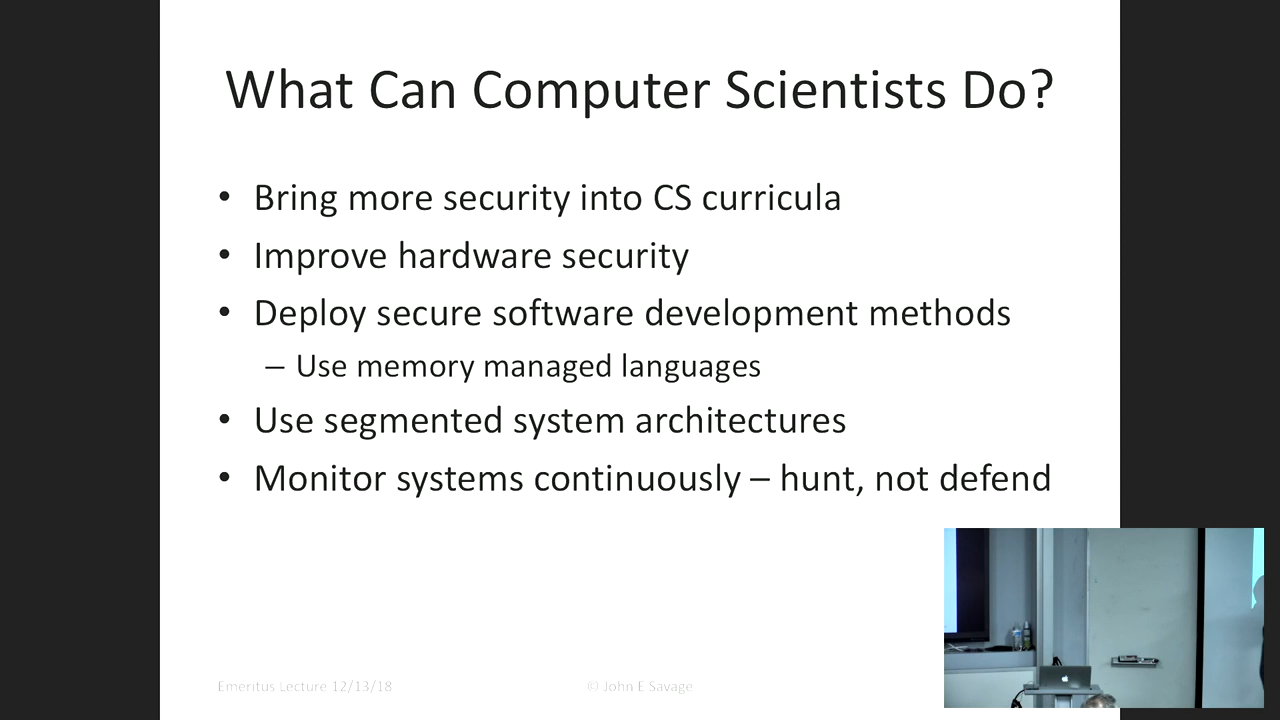 What Can Computer Scientists Do?
• Bring more security into CS curricula
• Improve hardware security
• Deploy secure software development methods
– Use memory managed languages
• Use segmented system architectures
• Monitor systems continuously – hunt, not defend
Emeritus Lecture 12/13/18
© John E Savage